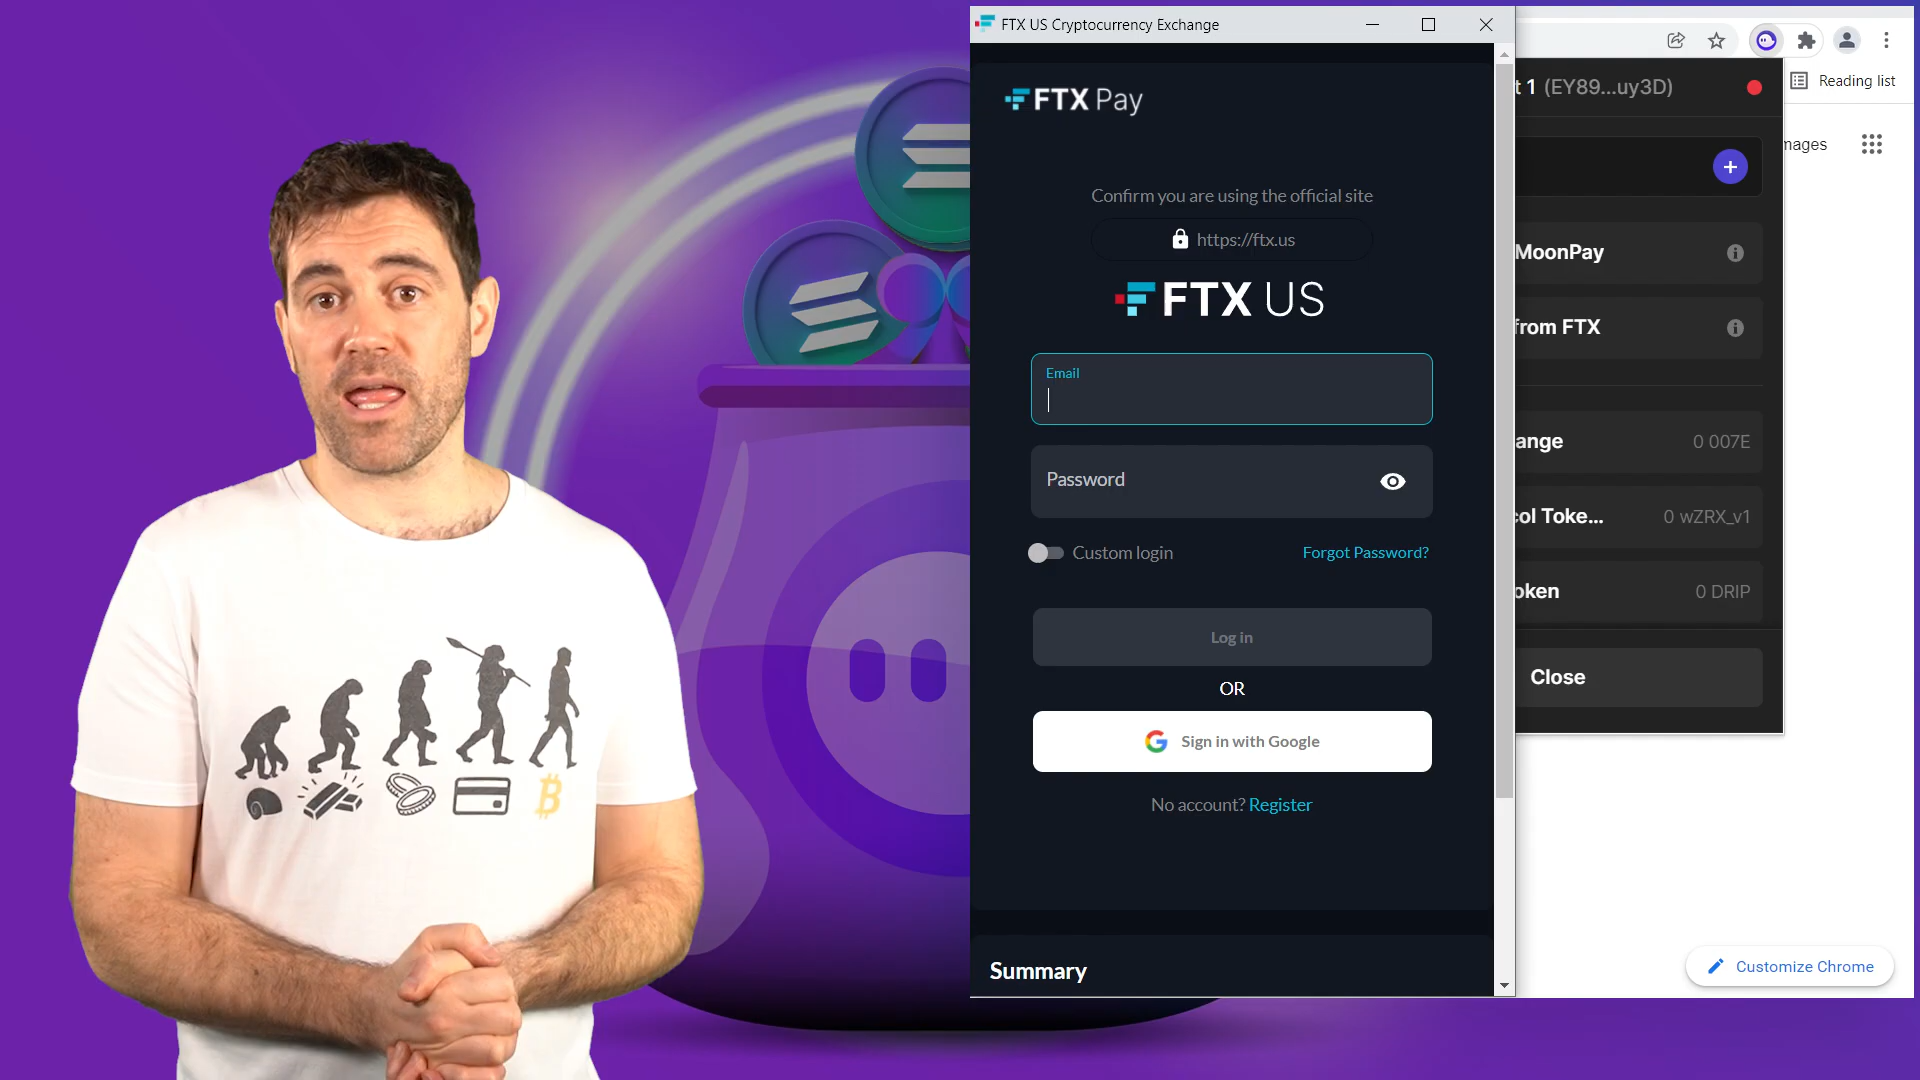 FTX US Cryptocurrency Exchange
FTX Pay
Confirm you are using the official site
https://ftx.us
FTX US
Email
Password
Custom login
Forgot Password?
Log in
OR
Sign in with Google
No account? Register
Summary
Reading list
t 1 (EY89...uy3D)
mages
+
MoonPay
from FTX
ange
0 007E
col Toke...
0 wZRX_v1
oken
0 DRIP
Close
Customize Chrome